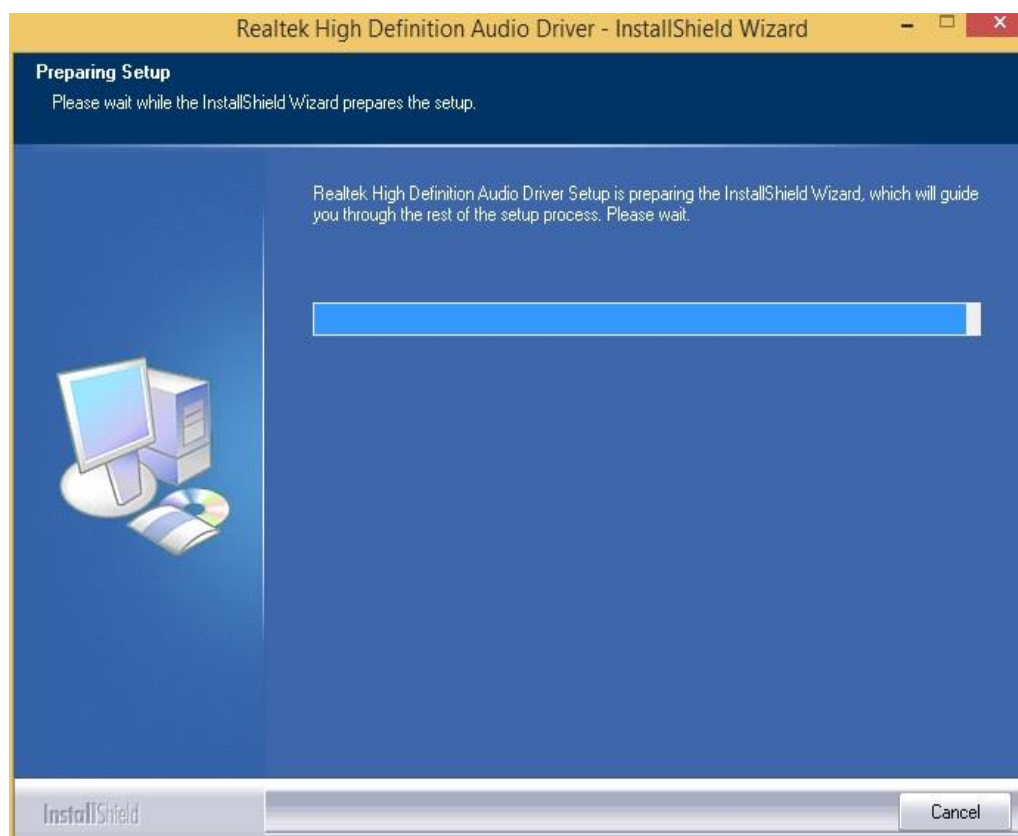 Realtek High Definition Audio Driver - InstallShield Wizard
Preparing Setup
Please wait while the InstallShield Wizard prepares the setup.
Realtek High Definition Audio Driver Setup is preparing the InstallShield Wizard, which will guide
you through the rest of the setup process. Please wait.
InstallShield
Cancel